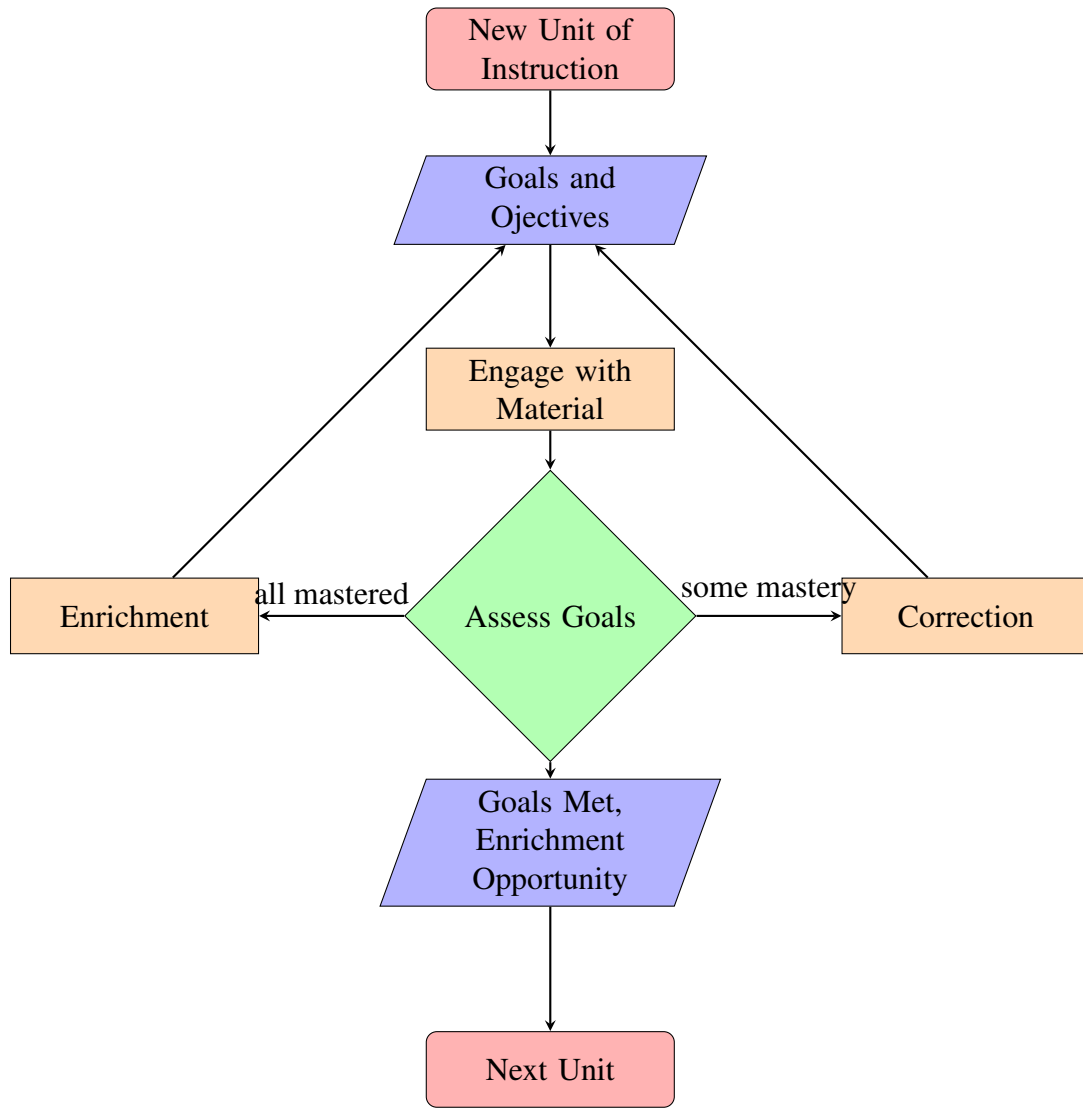 New Unit of
Instruction
Goals and
Ojectives
Engage with
Material
Enrichment
all mastered
Assess Goals
some mastery
Correction
Goals Met,
Enrichment
Opportunity
Next Unit